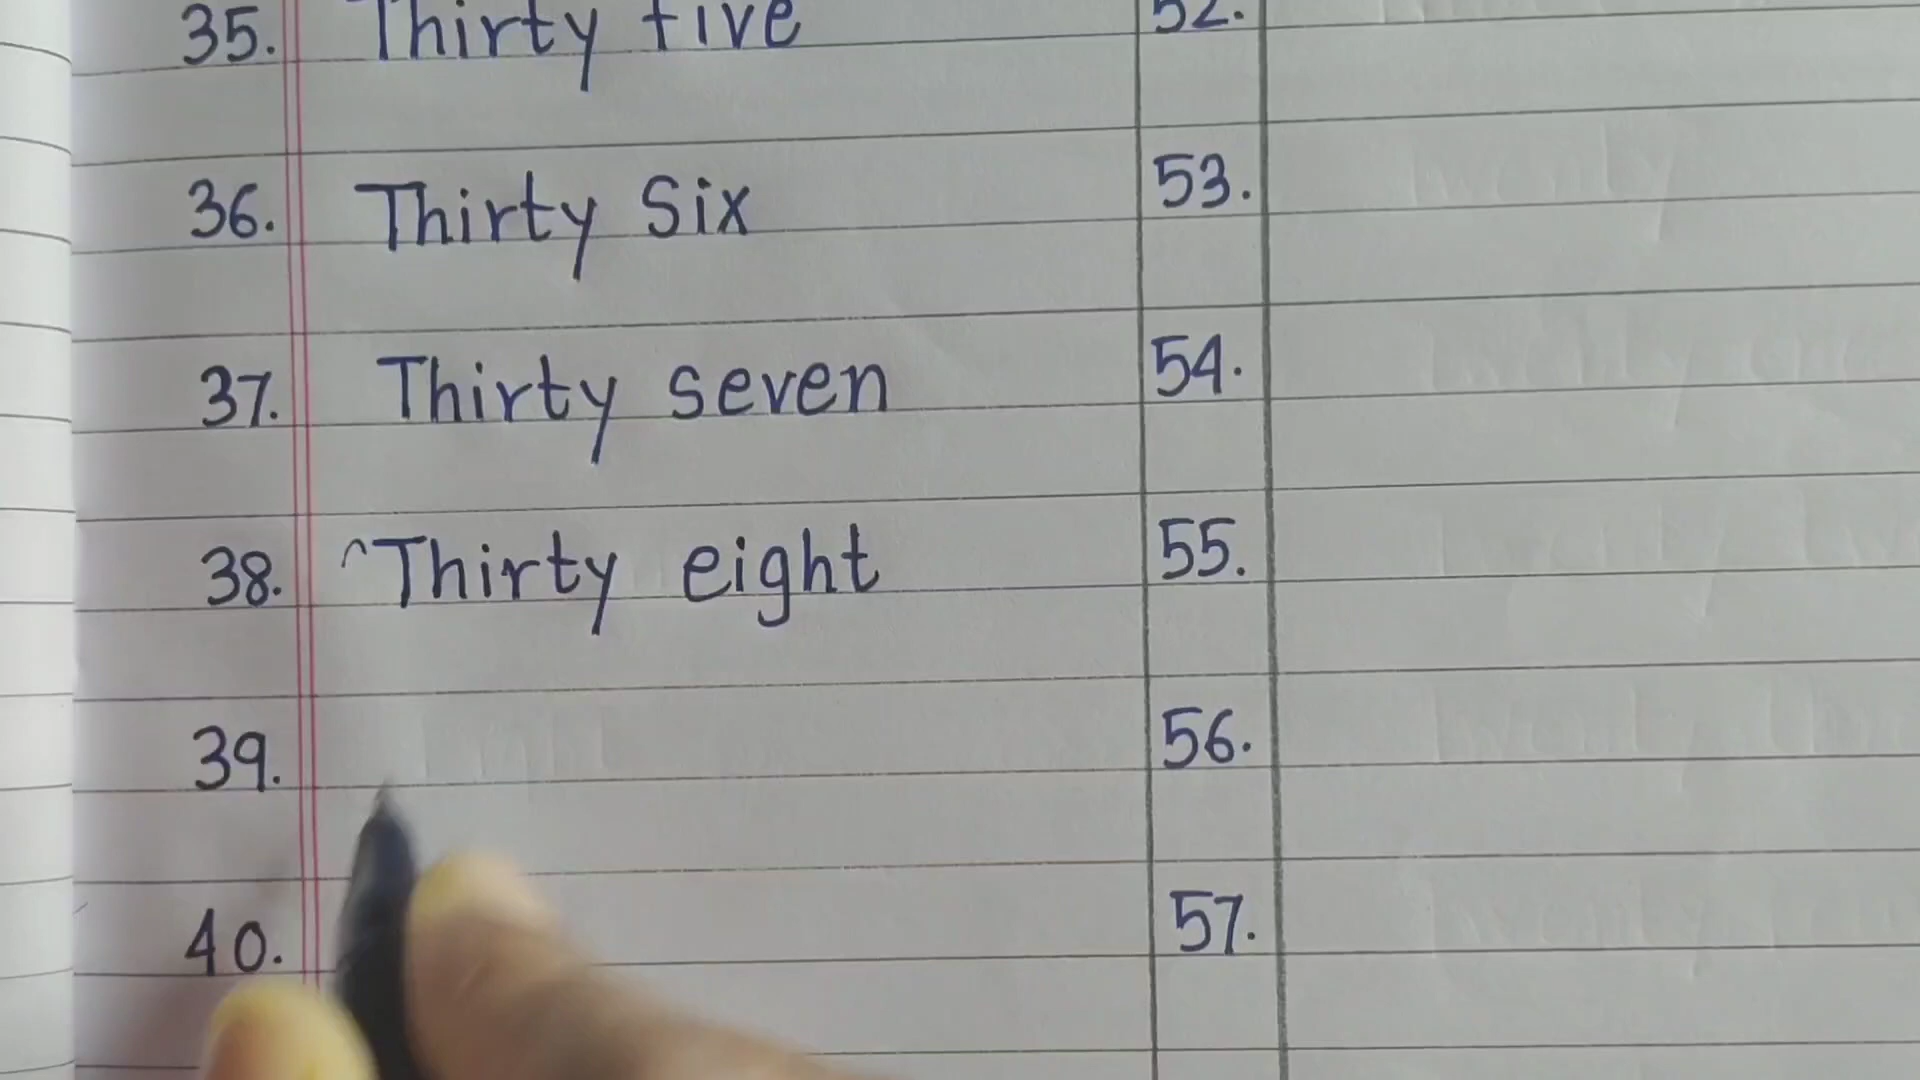 35. Thirty five 52.
36. Thirty Six 53.
37. Thirty seven 54.
38. Thirty eight 55.
39. 56.
40. 57.